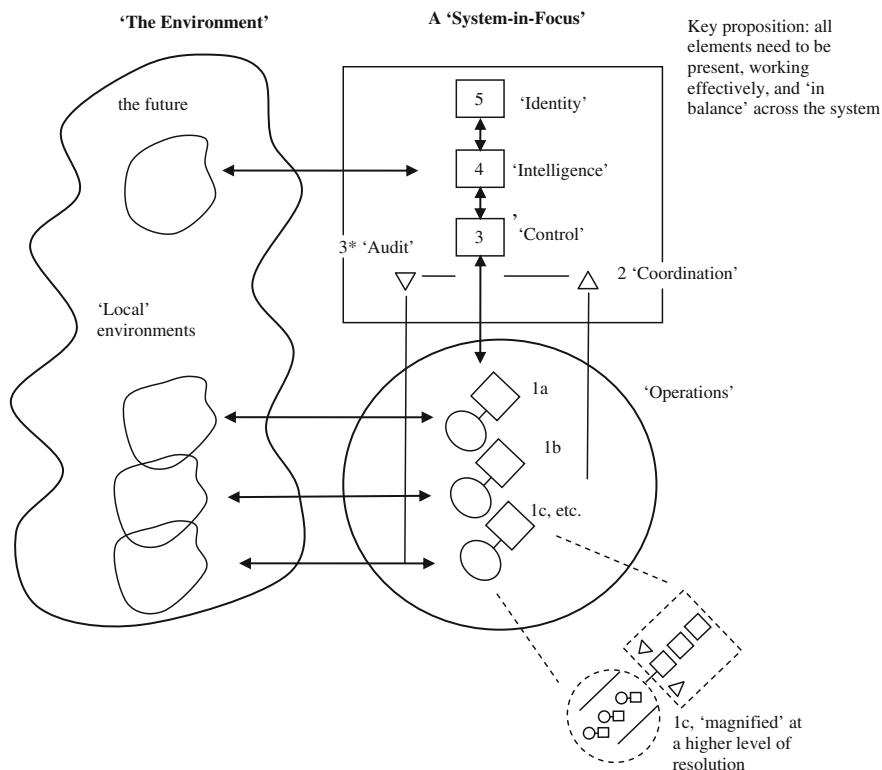 ‘The Environment’
A ‘System-in-Focus’
Key proposition: all
elements need to be
present, working
effectively, and ‘in
balance’ across the system
the future
5
‘Identity’
4
‘Intelligence’
3
’
‘Control’
3* ‘Audit’
2 ‘Coordination’
‘Local’
environments
1a
‘Operations’
1b
1c, etc.
1c, ‘magnified’ at
a higher level of
resolution